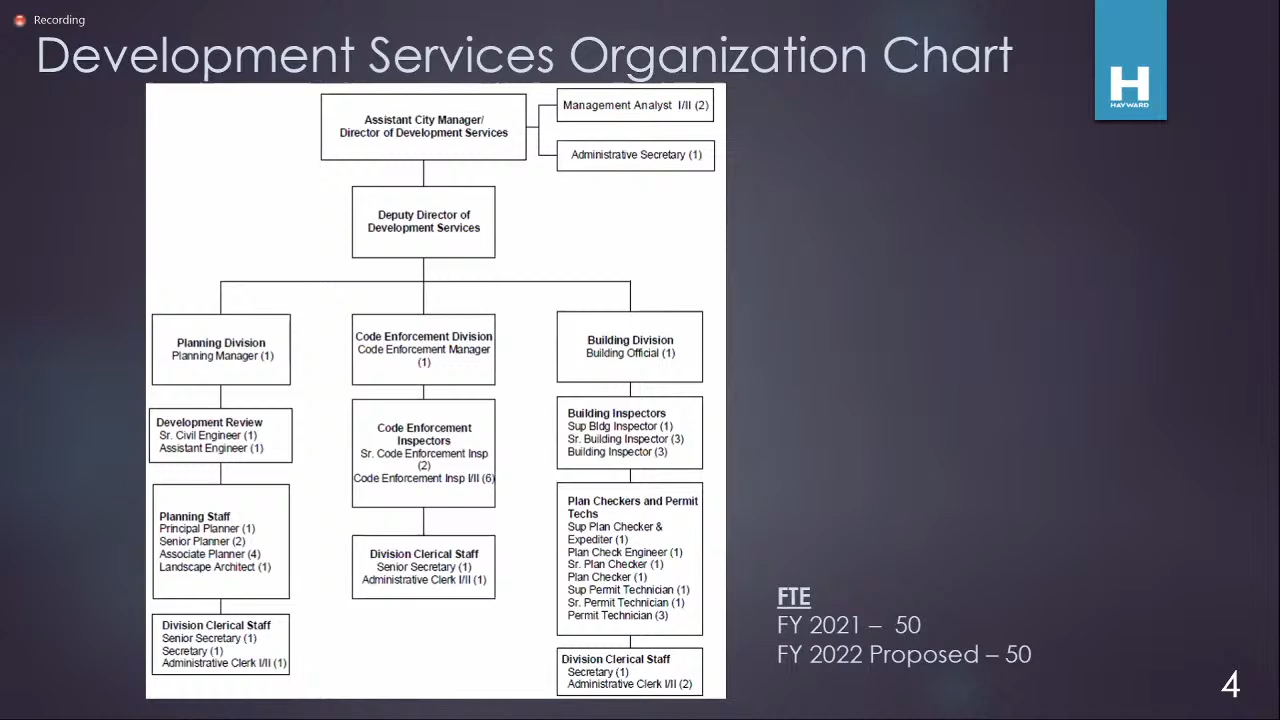 Recording
Development Services Organization Chart
H
HAYWARD
Assistant City Manager/
Director of Development Services
Management Analyst I/II (2)
Administrative Secretary (1)
Deputy Director of
Development Services
Planning Division
Planning Manager (1)
Development Review
Sr. Civil Engineer (1)
Assistant Engineer (1)
Planning Staff
Principal Planner (1)
Senior Planner (2)
Associate Planner (4)
Landscape Architect (1)
Division Clerical Staff
Senior Secretary (1)
Secretary (1)
Administrative Clerk I/II (1)
Code Enforcement Division
Code Enforcement Manager
(1)
Code Enforcement
Inspectors
Sr. Code Enforcement Insp
(2)
Code Enforcement Insp I/II (6)
Division Clerical Staff
Senior Secretary (1)
Administrative Clerk I/II (1)
Building Division
Building Official (1)
Building Inspectors
Sup Bldg Inspector (1)
Sr. Building Inspector (3)
Building Inspector (3)
Plan Checkers and Permit
Techs
Sup Plan Checker &
Expediter (1)
Plan Check Engineer (1)
Sr. Plan Checker (1)
Plan Checker (1)
Sup Permit Technician (1)
Sr. Permit Technician (1)
Permit Technician (3)
Division Clerical Staff
Secretary (1)
Administrative Clerk I/II (2)
FTE
FY 2021 – 50
FY 2022 Proposed – 50
4